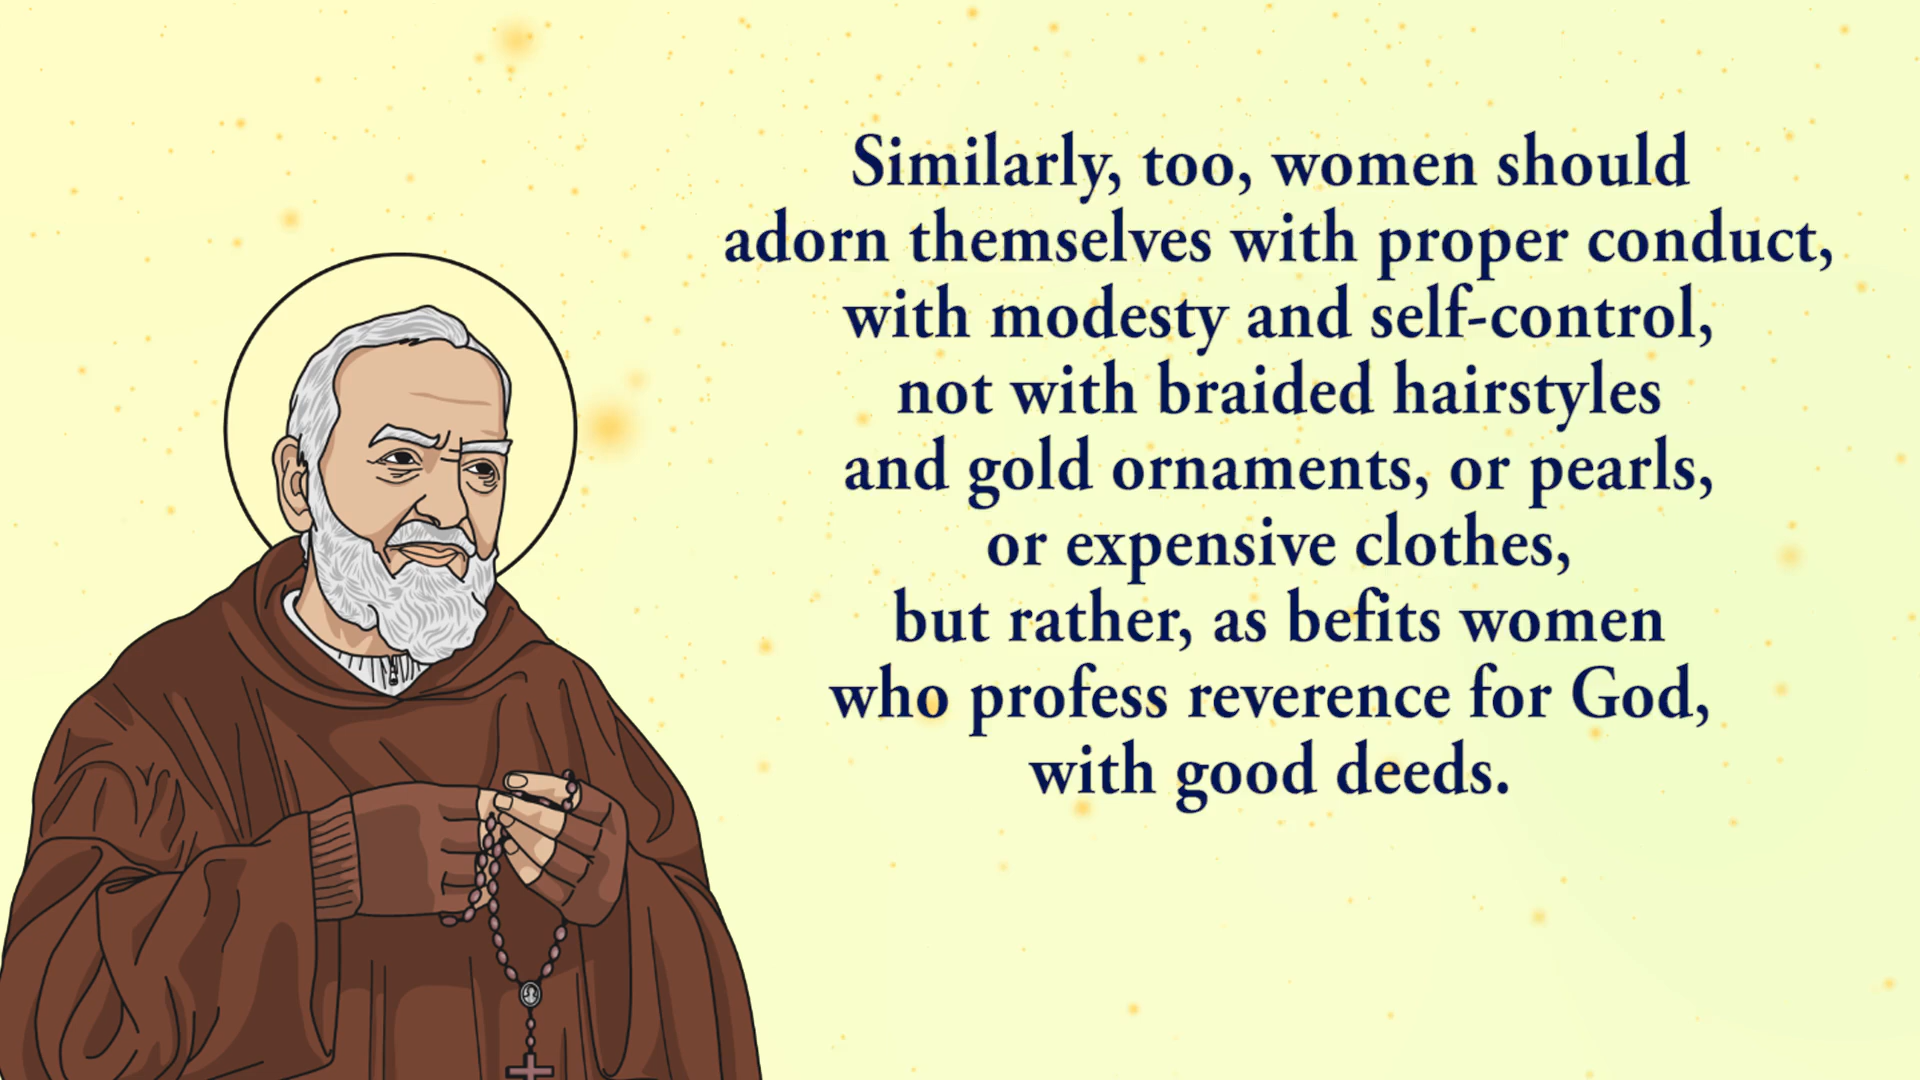 Similarly, too, women should
adorn themselves with proper conduct,
with modesty and self-control,
not with braided hairstyles
and gold ornaments, or pearls,
or expensive clothes,
but rather, as befits women
who profess reverence for God,
with good deeds.